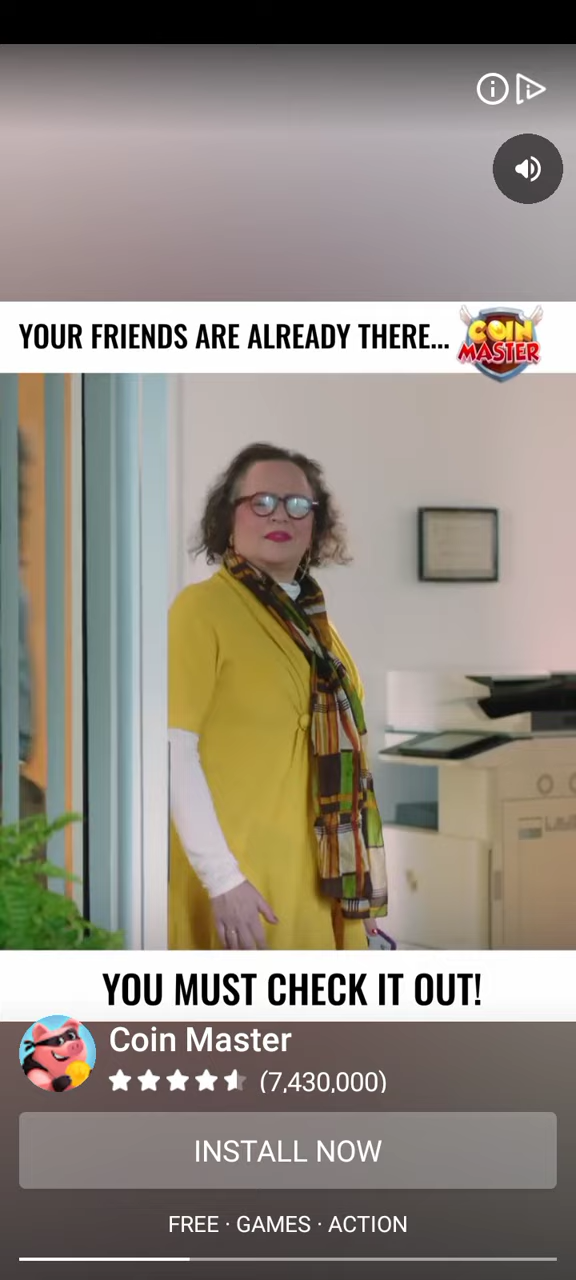 YOUR FRIENDS ARE ALREADY THERE...
COIN
MASTER
YOU MUST CHECK IT OUT!
Coin Master
(7,430,000)
INSTALL NOW
FREE · GAMES · ACTION